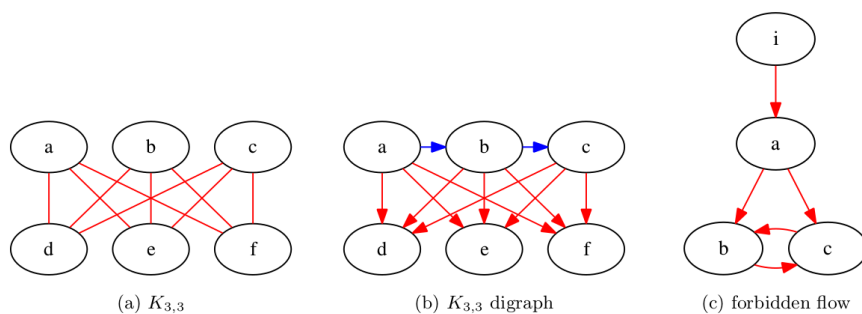 i
a b c a b c a
d e f d e f b c
(a) K₃,₃ (b) K₃,₃ digraph (c) forbidden flow